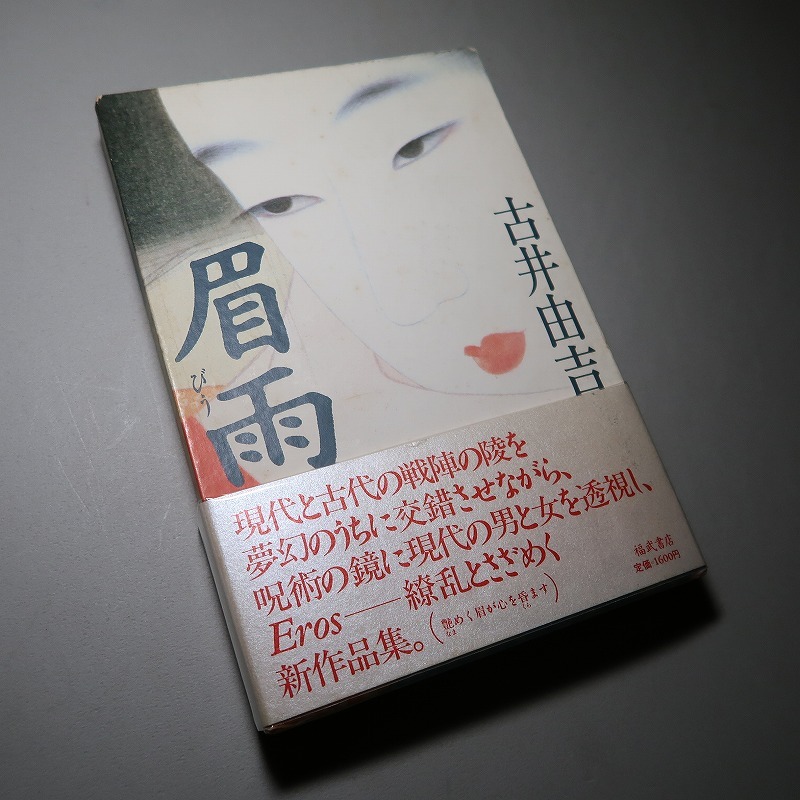 古井由吉
眉雨
びう
現代と古代の戦陣の陵を
夢幻のうちに交錯させながら、
呪術の鏡に現代の男と女を透視し、
Eros――繚乱とさざめく
新作品集。(艶めく眉が心を昏ます)
なま
くら
福武書店
定価・1600円